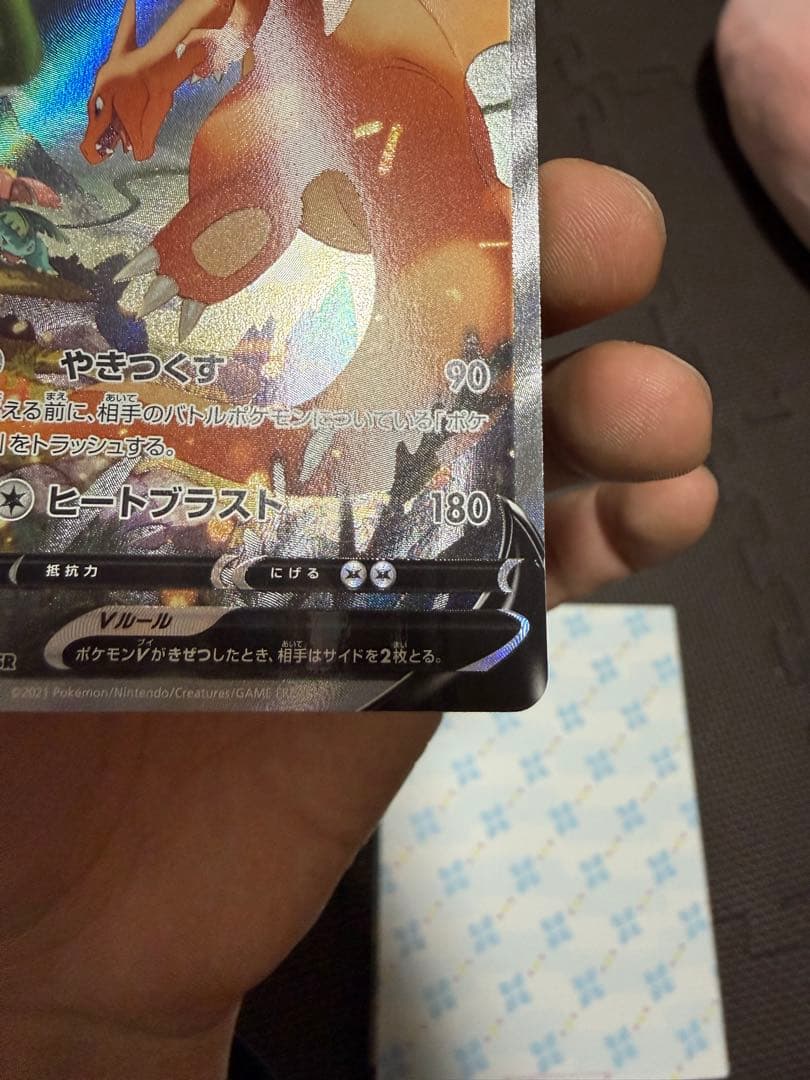 やきつくす 90
える前に、相手のバトルポケモンについている「ポケ
」をトラッシュする。
ヒートブラスト 180
抵抗力 にげる
Vルール
ポケモンVがきぜつしたとき、相手はサイドを2枚とる。
SR
©2021 Pokémon/Nintendo/Creatures/GAME FREAK